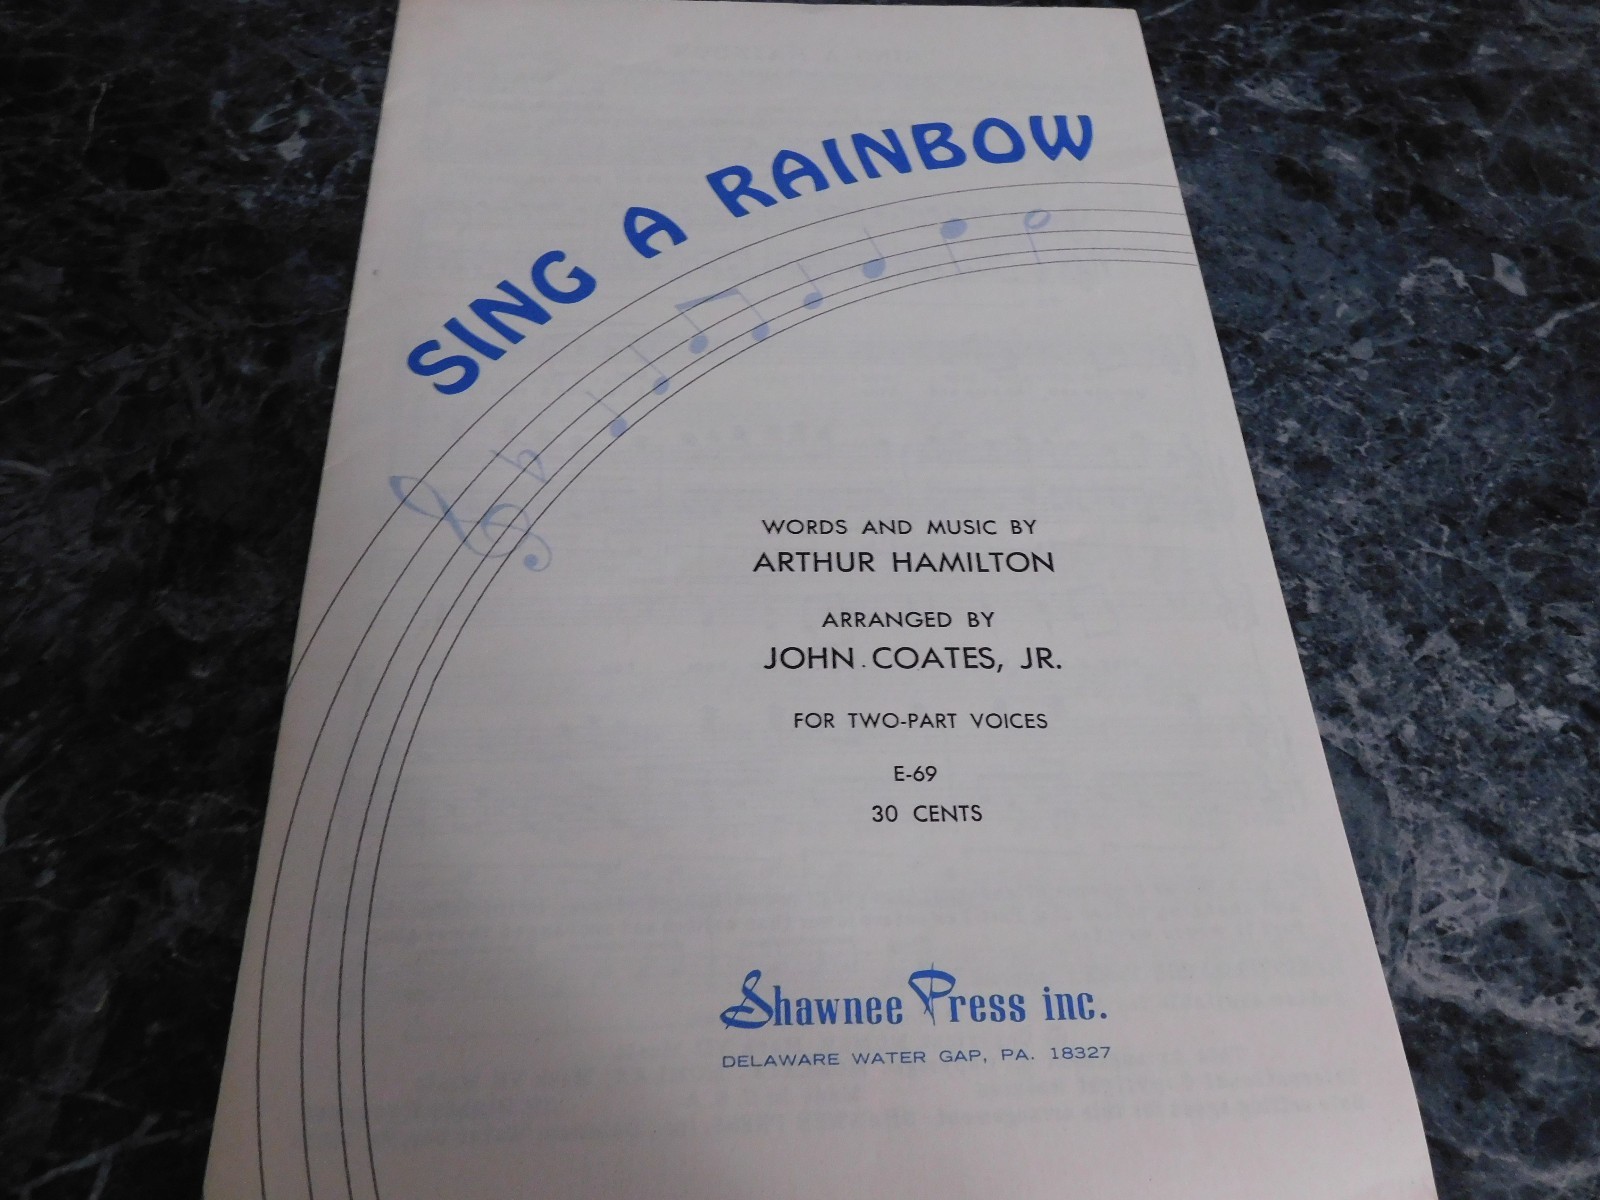 SING A RAINBOW
WORDS AND MUSIC BY
ARTHUR HAMILTON
ARRANGED BY
JOHN COATES, JR.
FOR TWO-PART VOICES
E-69
30 CENTS
Shawnee Press inc.
DELAWARE WATER GAP, PA. 18327